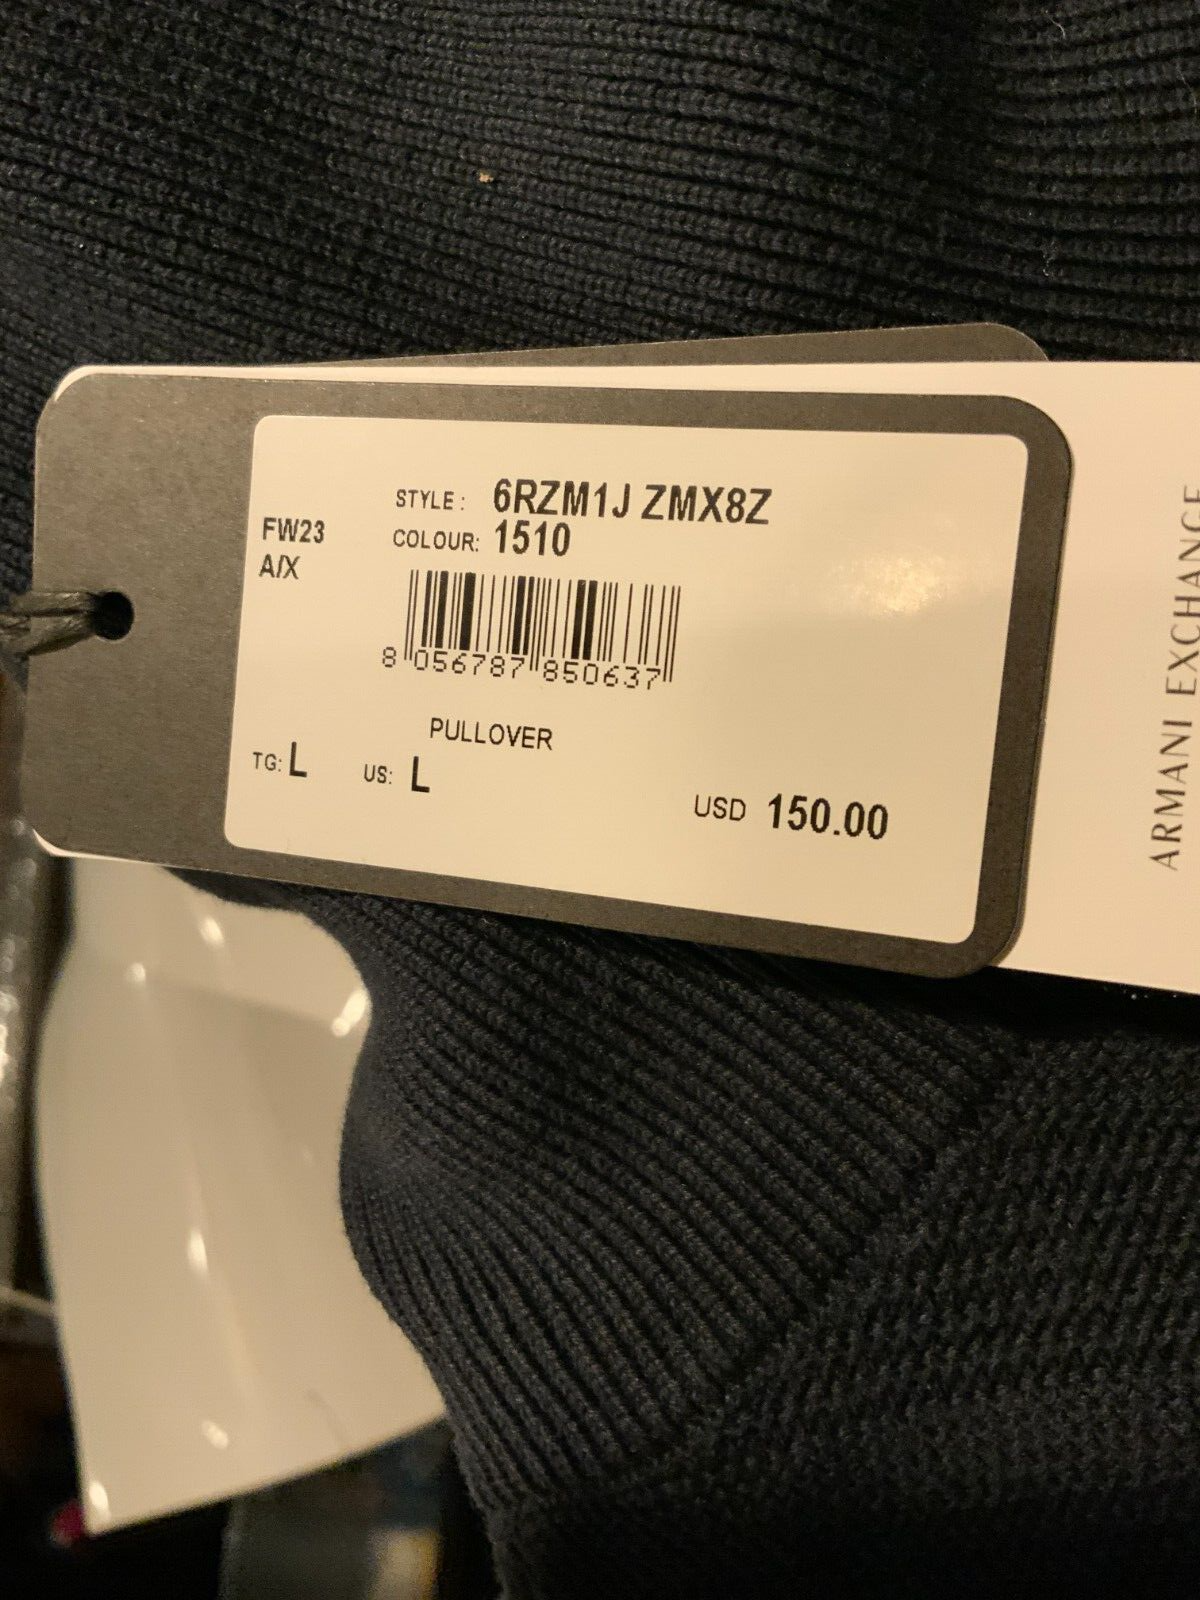 STYLE: 6RZM1J ZMX8Z
FW23
COLOUR: 1510
A/X
8 056787 850637
PULLOVER
TG: L US: L
USD 150.00
ARMANI EXCHANGE